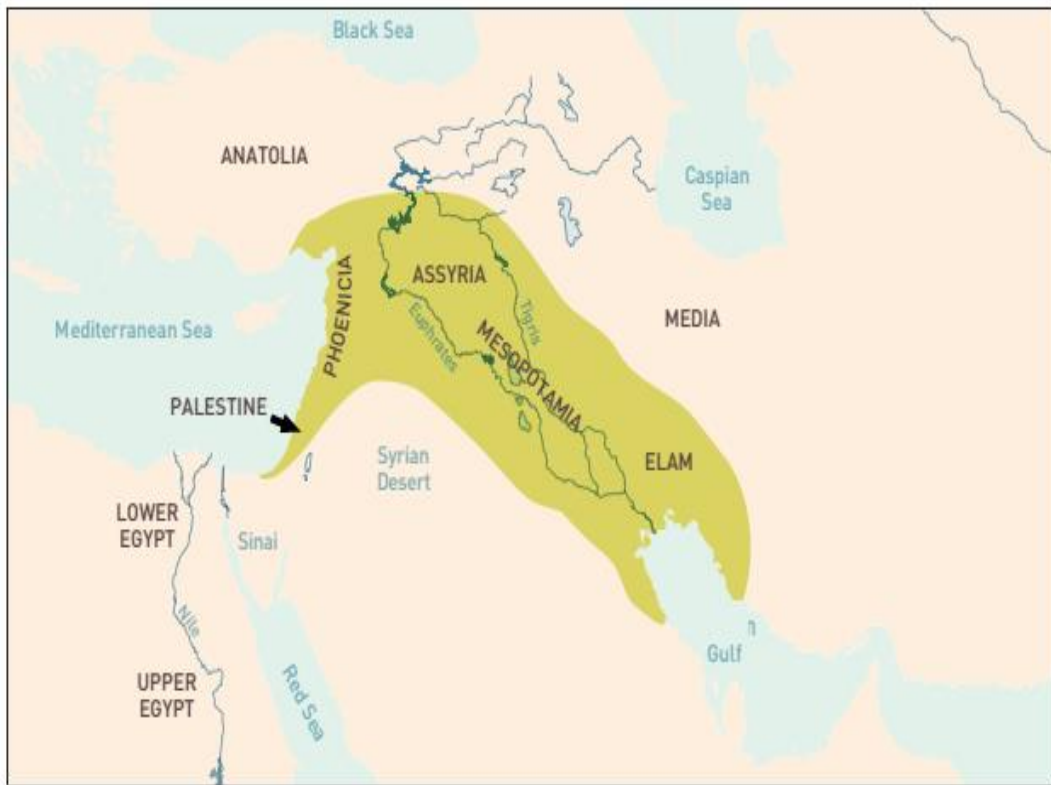 Black Sea
ANATOLIA
Caspian
Sea
ASSYRIA
PHOENICIA
Mediterranean Sea
Euphrates
Tigris
MEDIA
MESOPOTAMIA
PALESTINE
Syrian
Desert
ELAM
LOWER
EGYPT
Sinai
Nile
Gulf
UPPER
EGYPT
Red Sea